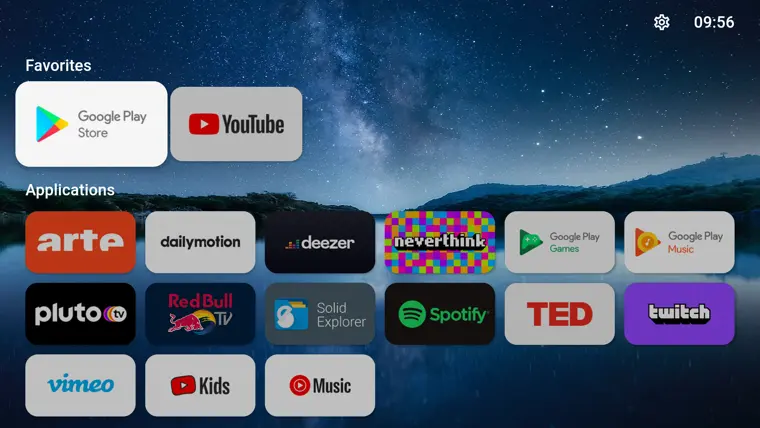 09:56
Favorites
Google Play
Store
YouTube
Applications
arte
dailymotion
deezer
neverthink
Google Play
Games
Google Play
Music
pluto tv
Red Bull
TV
Solid
Explorer
Spotify
TED
twitch
vimeo
Kids
Music